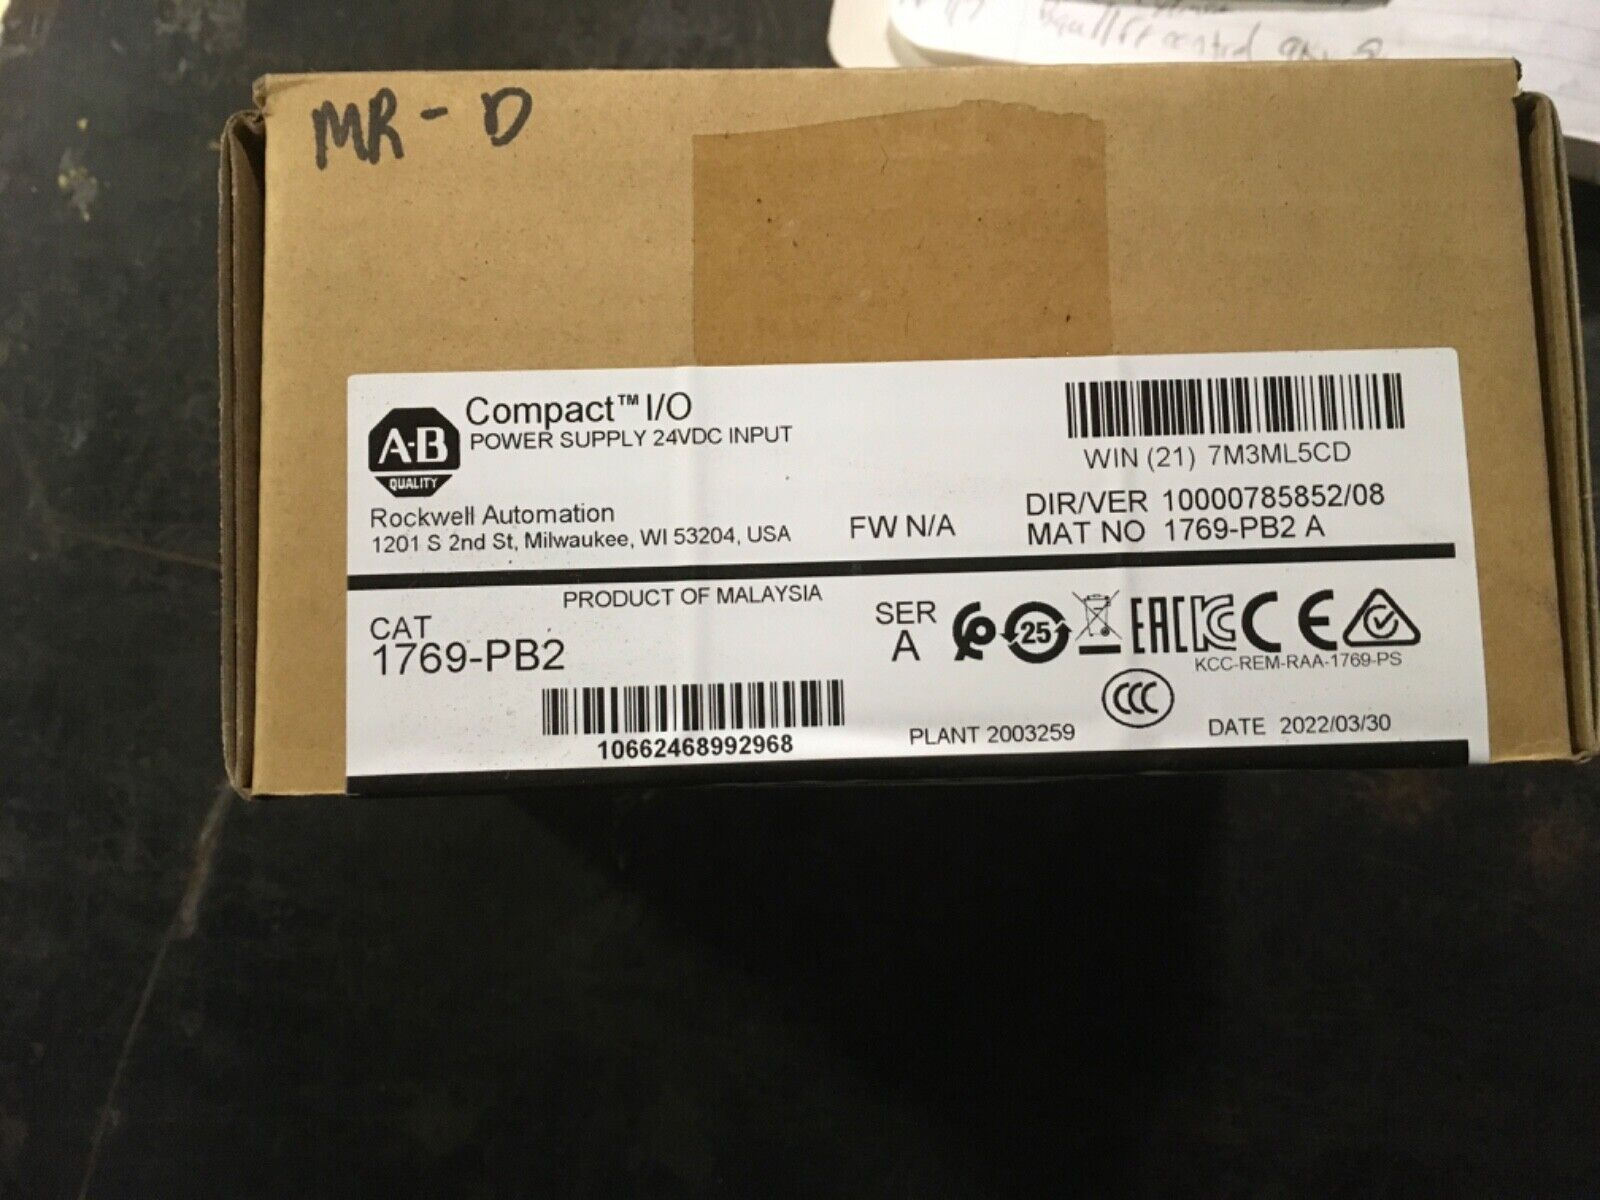 MR - D
A-B
QUALITY
Compact™ I/O
POWER SUPPLY 24VDC INPUT
WIN (21) 7M3ML5CD
Rockwell Automation
1201 S 2nd St, Milwaukee, WI 53204, USA
FW N/A
DIR/VER 10000785852/08
MAT NO 1769-PB2 A
PRODUCT OF MALAYSIA
CAT
1769-PB2
SER
A
25
EAC
KC
CE
KCC-REM-RAA-1769-PS
CCC
10662468992968
PLANT 2003259
DATE 2022/03/30